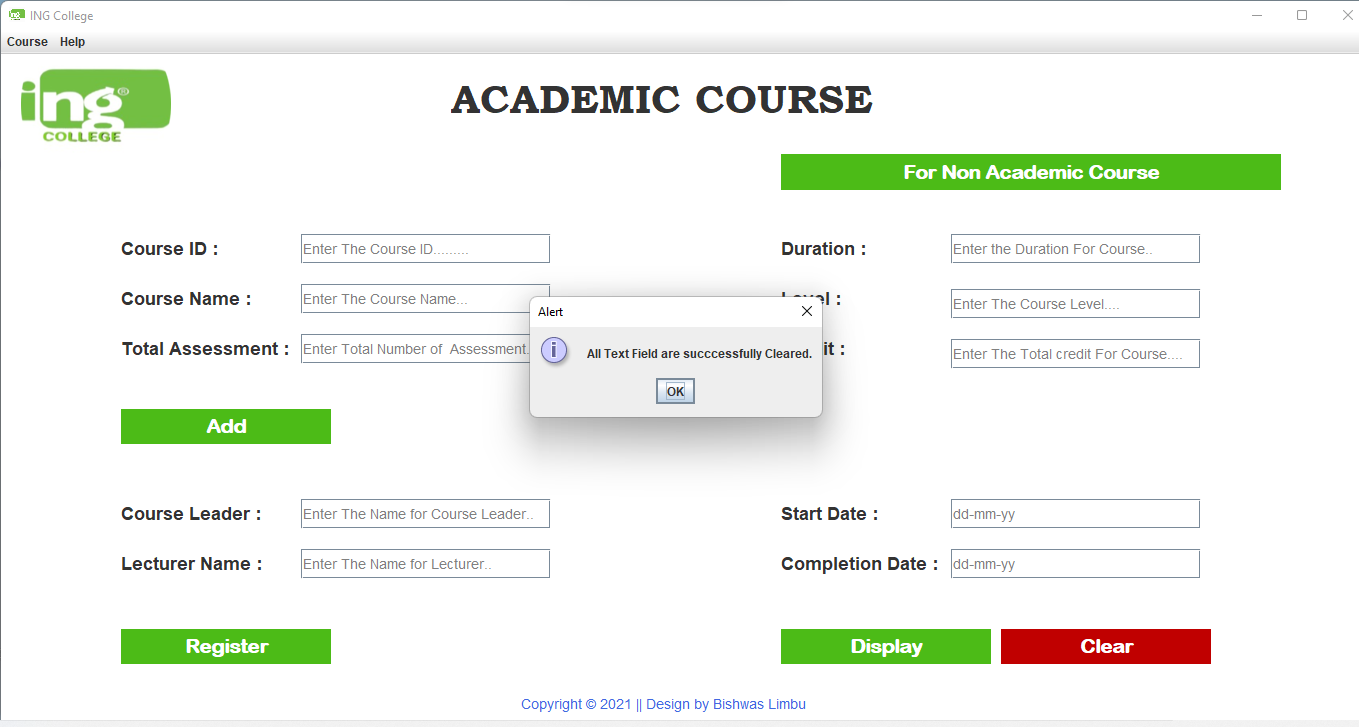 ing ING College
Course Help
ing®
COLLEGE
ACADEMIC COURSE
For Non Academic Course
Course ID : Enter The Course ID.........
Duration : Enter the Duration For Course..
Course Name : Enter The Course Name...
Level : Enter The Course Level....
Total Assessment : Enter Total Number of Assessment.
it : Enter The Total credit For Course....
Alert
i All Text Field are succcessfully Cleared.
OK
Add
Course Leader : Enter The Name for Course Leader..
Start Date : dd-mm-yy
Lecturer Name : Enter The Name for Lecturer..
Completion Date : dd-mm-yy
Register
Display
Clear
Copyright © 2021 || Design by Bishwas Limbu